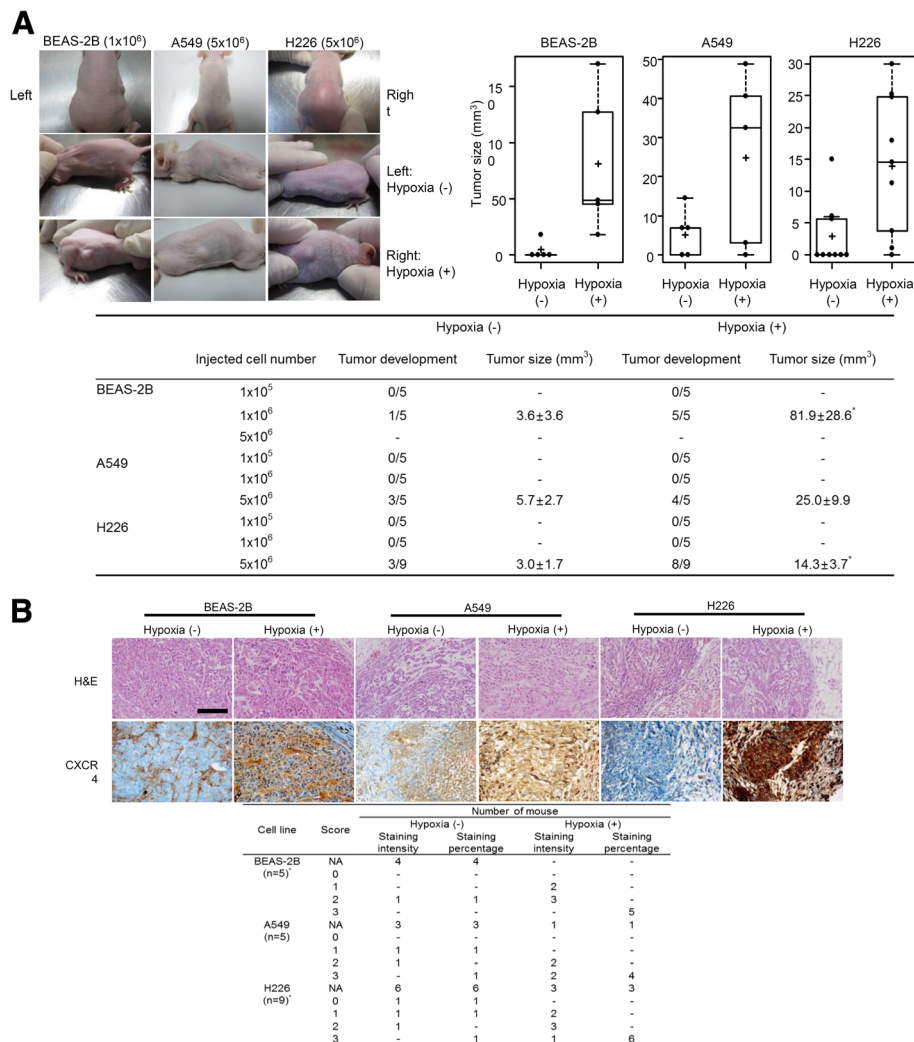 A
BEAS-2B (1x10⁶) A549 (5x10⁶) H226 (5x10⁶)
Left
Righ
t
Left:
Hypoxia (-)
Right:
Hypoxia (+)
BEAS-2B A549 H226
Tumor size (mm³)
15
0
10
0
50
0
50
40
30
20
10
0
30
25
20
15
10
5
0
Hypoxia Hypoxia Hypoxia Hypoxia Hypoxia Hypoxia
(-) (+) (-) (+) (-) (+)
Hypoxia (-) Hypoxia (+)
Injected cell number Tumor development Tumor size (mm³) Tumor development Tumor size (mm³)
BEAS-2B 1x10⁵ 0/5 - 0/5 -
1x10⁶ 1/5 3.6±3.6 5/5 81.9±28.6*
5x10⁶ - - - -
A549 1x10⁵ 0/5 - 0/5 -
1x10⁶ 0/5 - 0/5 -
5x10⁶ 3/5 5.7±2.7 4/5 25.0±9.9
H226 1x10⁵ 0/5 - 0/5 -
1x10⁶ 0/5 - 0/5 -
5x10⁶ 3/9 3.0±1.7 8/9 14.3±3.7*
B
BEAS-2B A549 H226
Hypoxia (-) Hypoxia (+) Hypoxia (-) Hypoxia (+) Hypoxia (-) Hypoxia (+)
H&E
CXCR
4
Number of mouse
Cell line Score Hypoxia (-) Hypoxia (+)
Staining Staining Staining Staining
intensity percentage intensity percentage
BEAS-2B NA 4 4 - -
(n=5)* 0 - - - -
1 - - 2 -
2 1 1 3 -
3 - - - 5
A549 NA 3 3 1 1
(n=5) 0 - - - -
1 1 1 - -
2 1 - 2 -
3 - 1 2 4
H226 NA 6 6 3 3
(n=9)* 0 1 1 - -
1 1 1 2 -
2 1 - 3 -
3 - 1 1 6